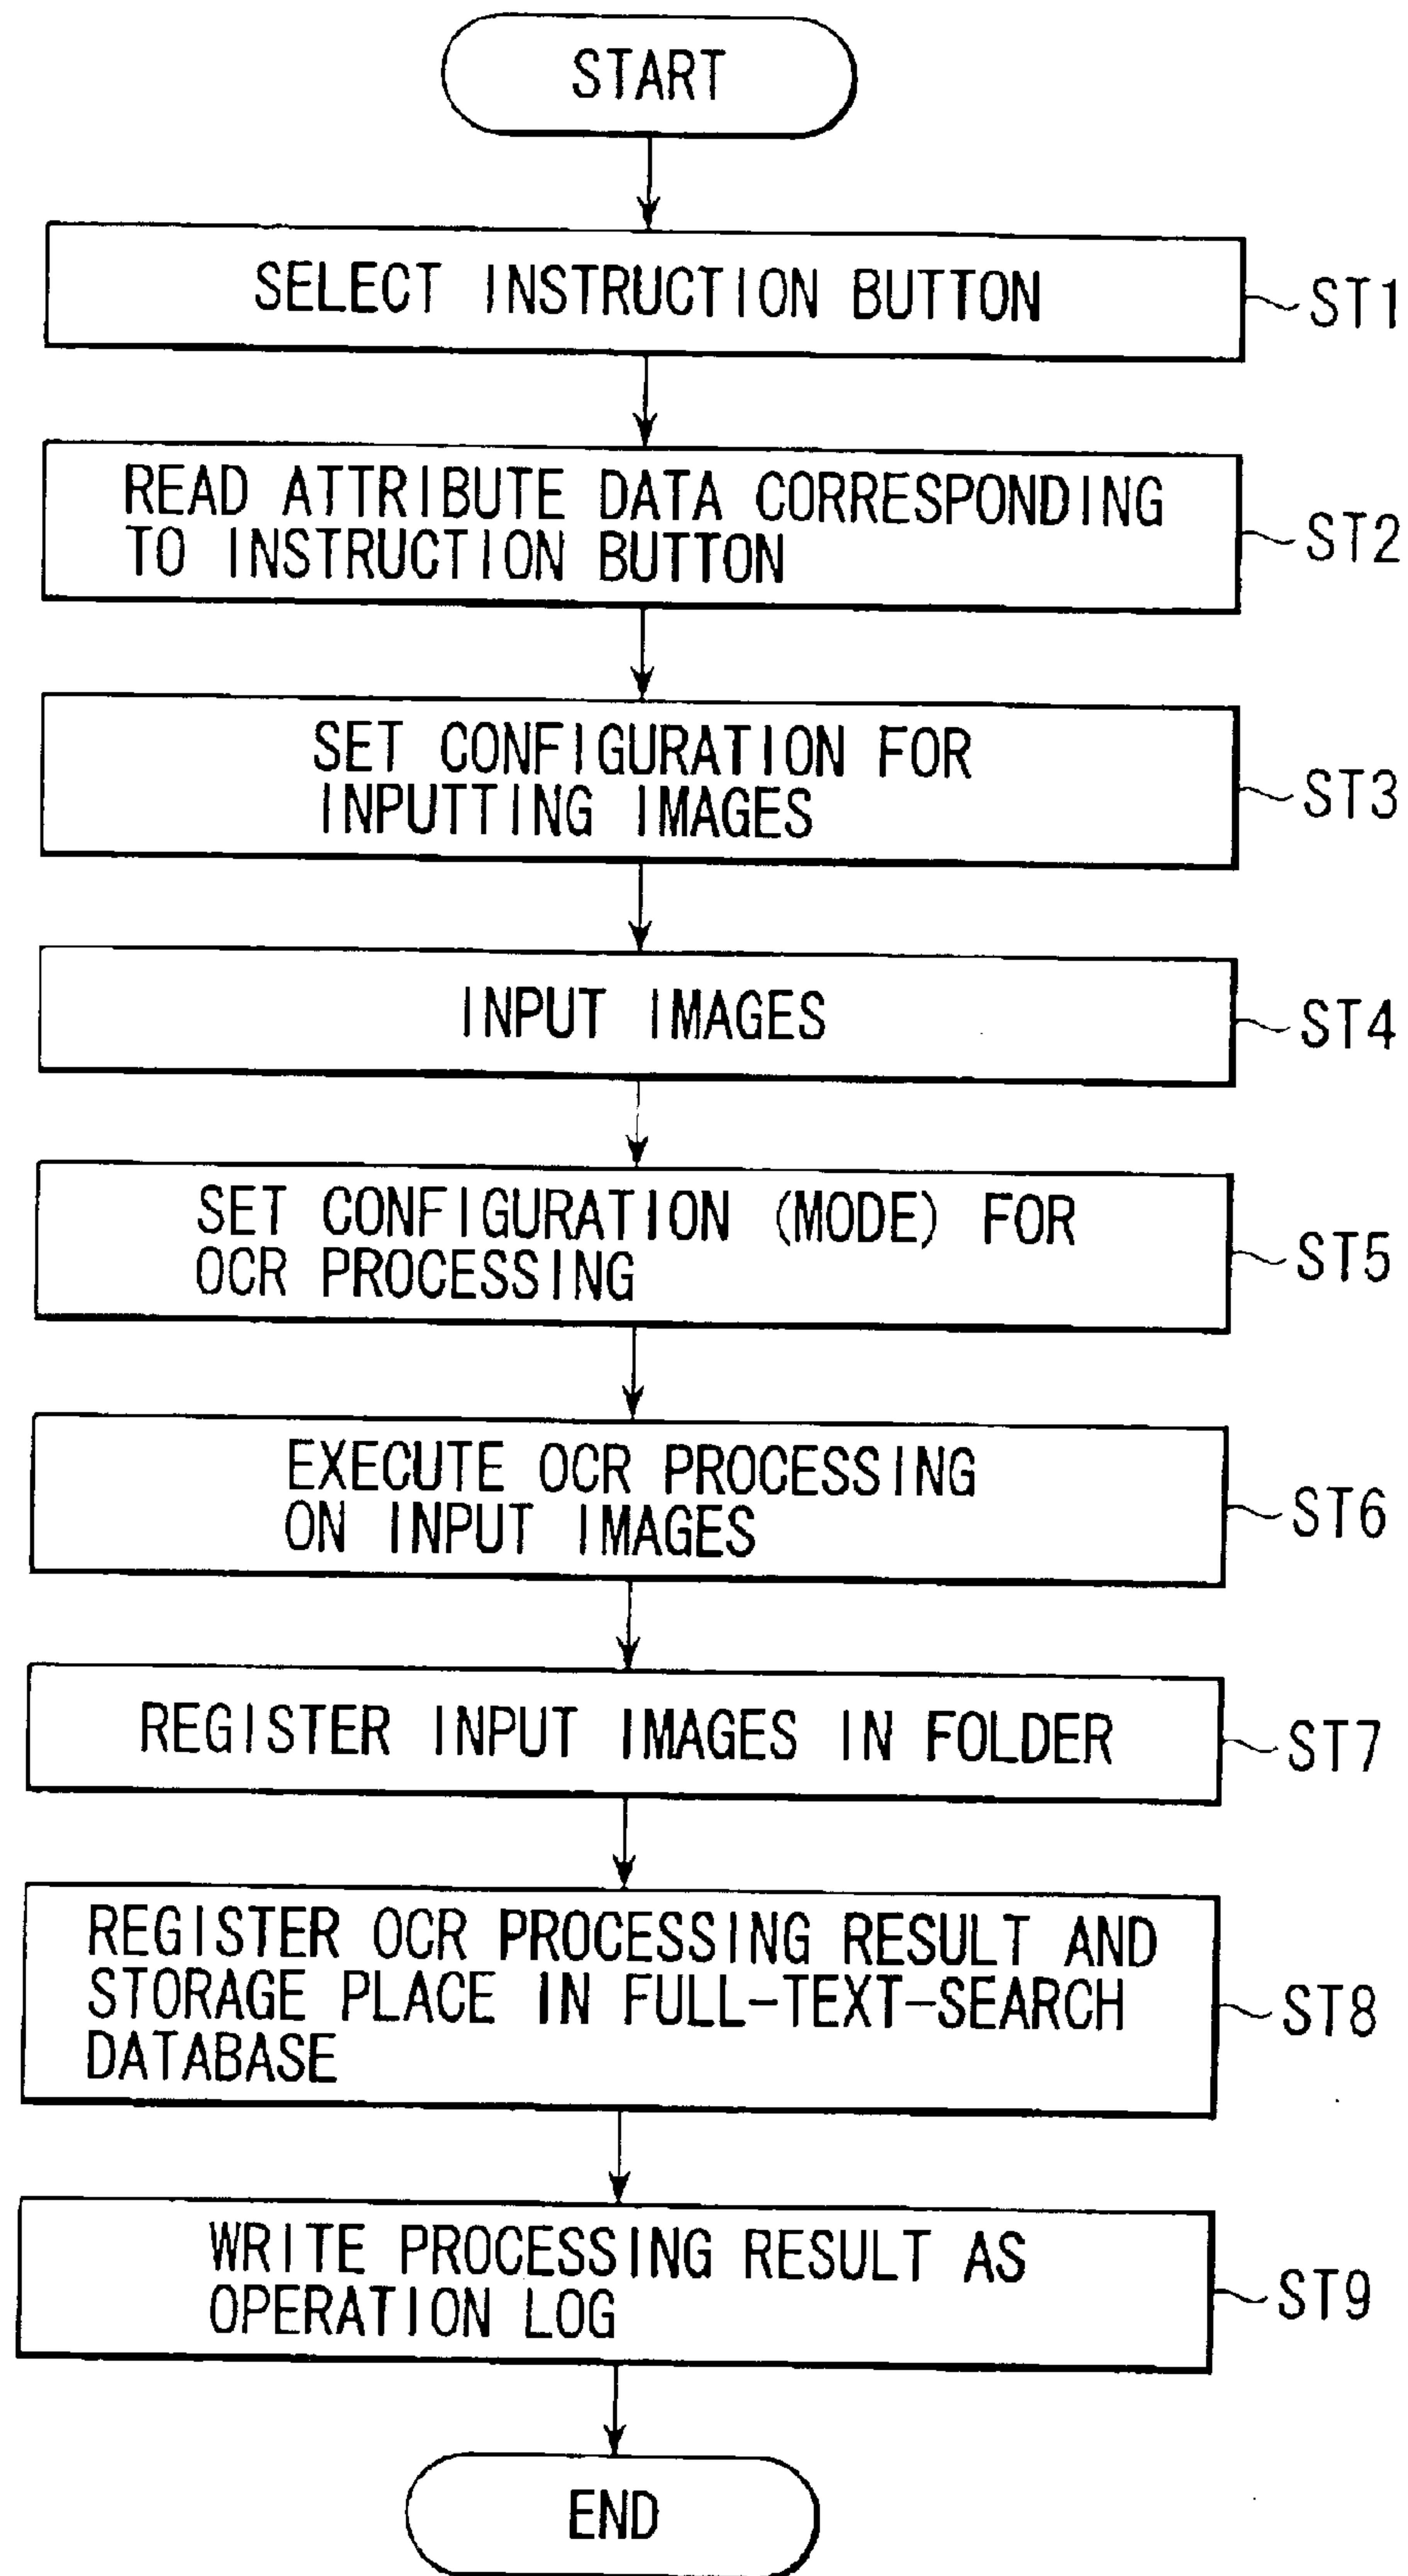 START
SELECT INSTRUCTION BUTTON
ST1
READ ATTRIBUTE DATA CORRESPONDING
TO INSTRUCTION BUTTON
ST2
SET CONFIGURATION FOR
INPUTTING IMAGES
ST3
INPUT IMAGES
ST4
SET CONFIGURATION (MODE) FOR
OCR PROCESSING
ST5
EXECUTE OCR PROCESSING
ON INPUT IMAGES
ST6
REGISTER INPUT IMAGES IN FOLDER
ST7
REGISTER OCR PROCESSING RESULT AND
STORAGE PLACE IN FULL-TEXT-SEARCH
DATABASE
ST8
WRITE PROCESSING RESULT AS
OPERATION LOG
ST9
END